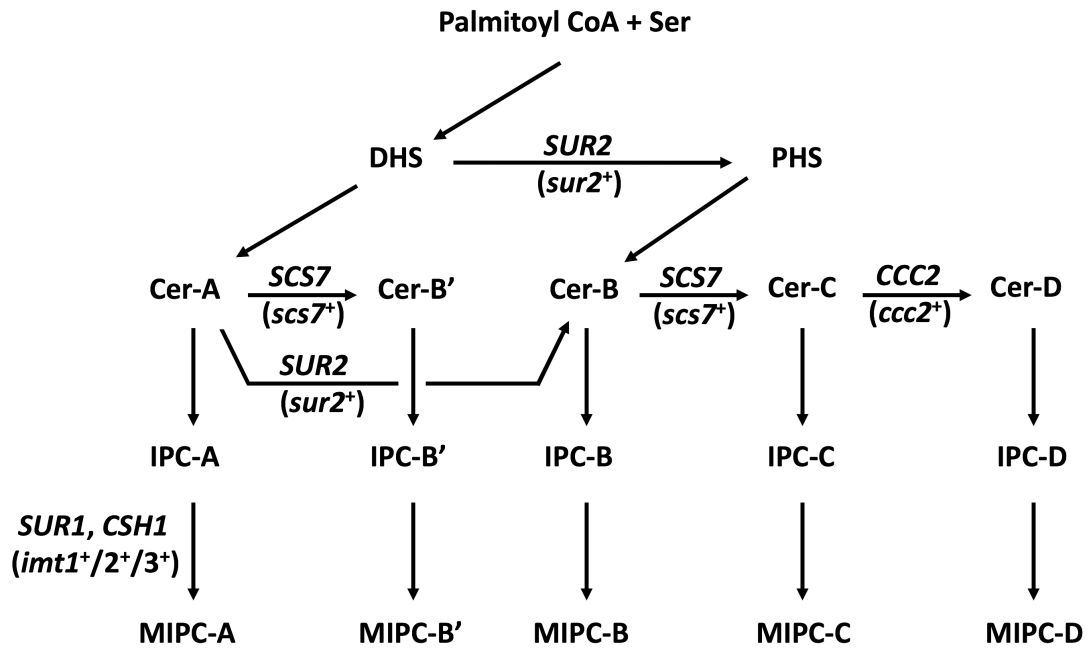 Palmitoyl CoA + Ser
DHS
SUR2
(sur2⁺)
PHS
Cer-A
SCS7
(scs7⁺)
Cer-B’
Cer-B
SCS7
(scs7⁺)
Cer-C
CCC2
(ccc2⁺)
Cer-D
SUR2
(sur2⁺)
IPC-A
IPC-B’
IPC-B
IPC-C
IPC-D
SUR1, CSH1
(imt1⁺/2⁺/3⁺)
MIPC-A
MIPC-B’
MIPC-B
MIPC-C
MIPC-D